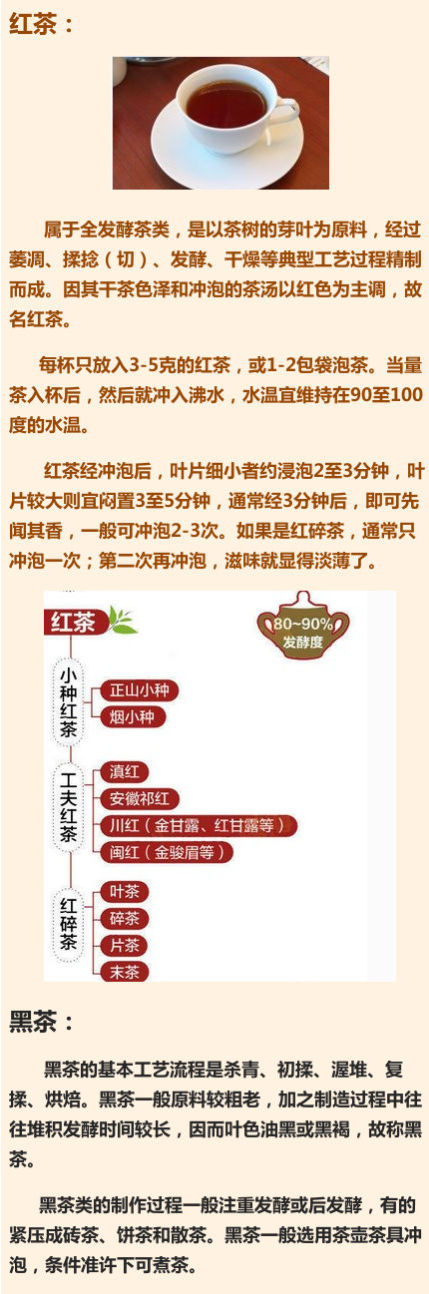 红茶：
属于全发酵茶类，是以茶树的芽叶为原料，经过
萎凋、揉捻（切）、发酵、干燥等典型工艺过程精制
而成。因其干茶色泽和冲泡的茶汤以红色为主调，故
名红茶。
每杯只放入3-5克的红茶，或1-2包袋泡茶。当量
茶入杯后，然后就冲入沸水，水温宜维持在90至100
度的水温。
红茶经冲泡后，叶片细小者约浸泡2至3分钟，叶
片较大则宜闷置3至5分钟，通常经3分钟后，即可先
闻其香，一般可冲泡2-3次。如果是红碎茶，通常只
冲泡一次；第二次再冲泡，滋味就显得淡薄了。
红茶
80~90%
发酵度
小种红茶
正山小种
烟小种
工夫红茶
滇红
安徽祁红
川红（金甘露、红甘露等）
闽红（金骏眉等）
红碎茶
叶茶
碎茶
片茶
末茶
黑茶：
黑茶的基本工艺流程是杀青、初揉、渥堆、复
揉、烘焙。黑茶一般原料较粗老，加之制造过程中往
往堆积发酵时间较长，因而叶色油黑或黑褐，故称黑
茶。
黑茶类的制作过程一般注重发酵或后发酵，有的
紧压成砖茶、饼茶和散茶。黑茶一般选用茶壶茶具冲
泡，条件准许下可煮茶。